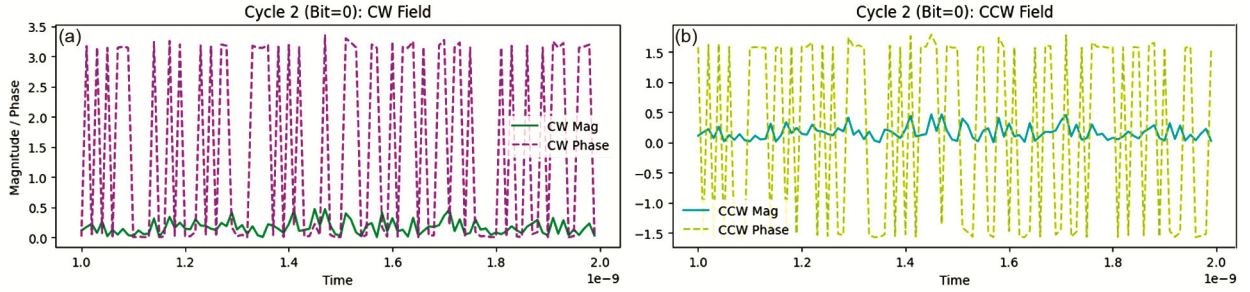 Cycle 2 (Bit=0): CW Field
(a)
Magnitude / Phase
3.5
3.0
2.5
2.0
1.5
1.0
0.5
0.0
CW Mag
CW Phase
1.0 1.2 1.4 1.6 1.8 2.0
Time
1e−9
Cycle 2 (Bit=0): CCW Field
(b)
1.5
1.0
0.5
0.0
−0.5
−1.0
−1.5
CCW Mag
CCW Phase
1.0 1.2 1.4 1.6 1.8 2.0
Time
1e−9